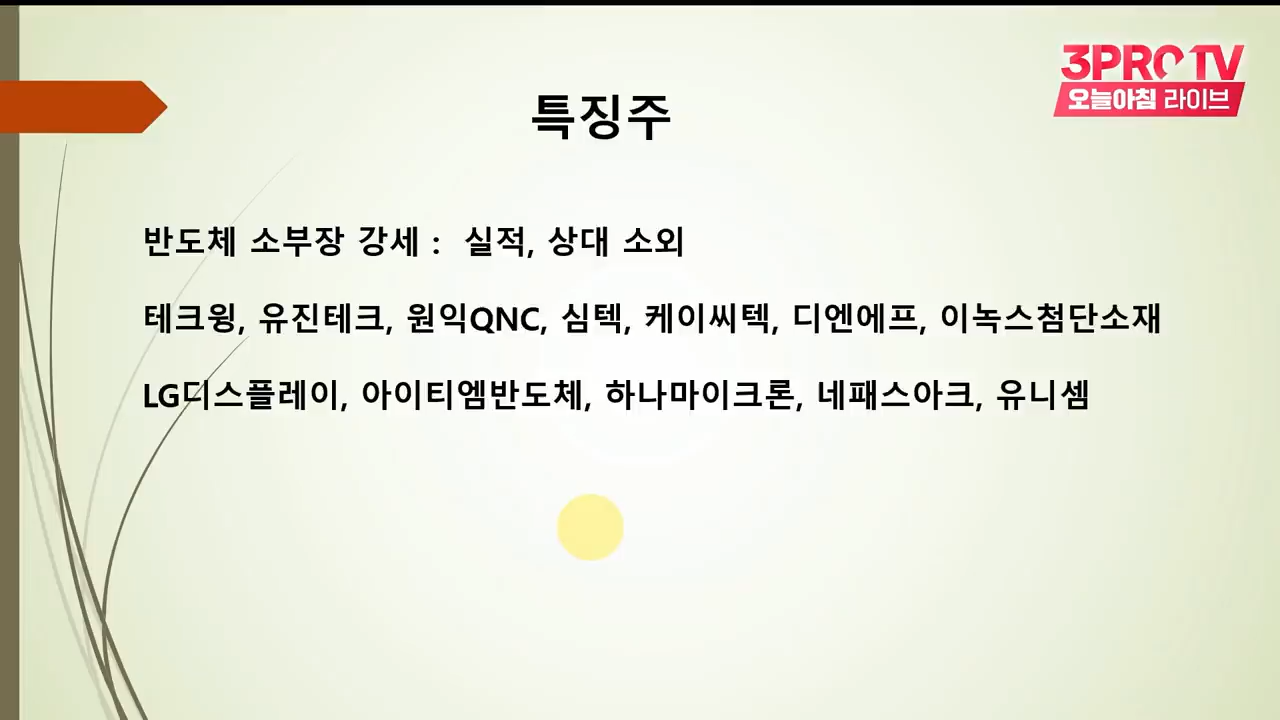 3PRO TV
오늘아침 라이브
특징주
반도체 소부장 강세 : 실적, 상대 소외
테크윙, 유진테크, 원익QNC, 심텍, 케이씨텍, 디엔에프, 이녹스첨단소재
LG디스플레이, 아이티엠반도체, 하나마이크론, 네패스아크, 유니셈